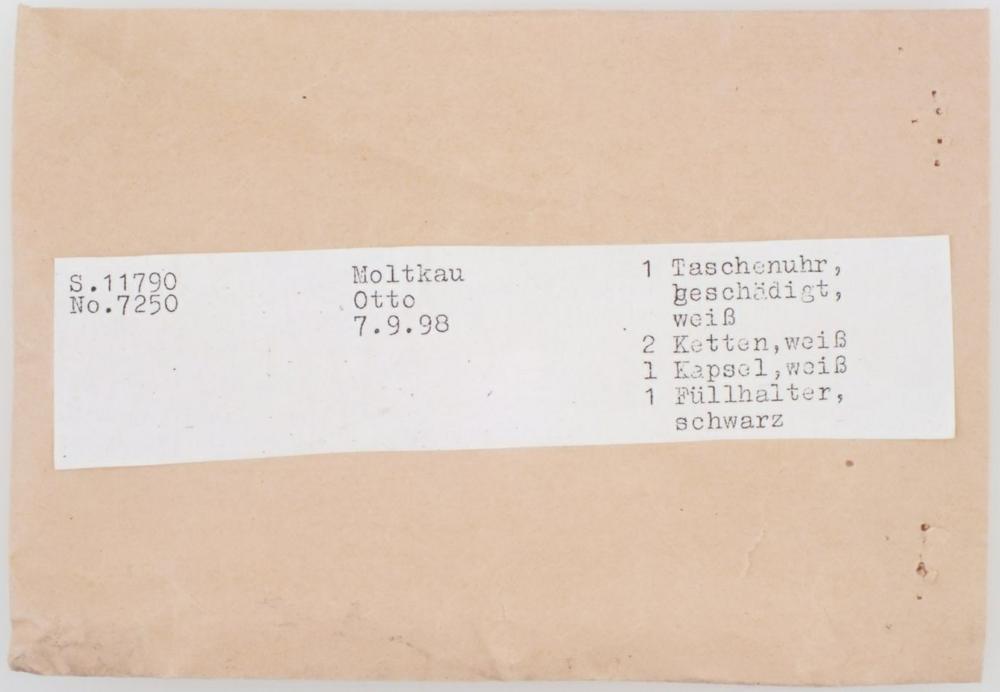 S.11790
No.7250
Moltkau
Otto
7.9.98
1 Taschenuhr,
geschädigt,
weiß
2 Ketten,weiß
1 Kapsel,weiß
1 Füllhalter,
schwarz